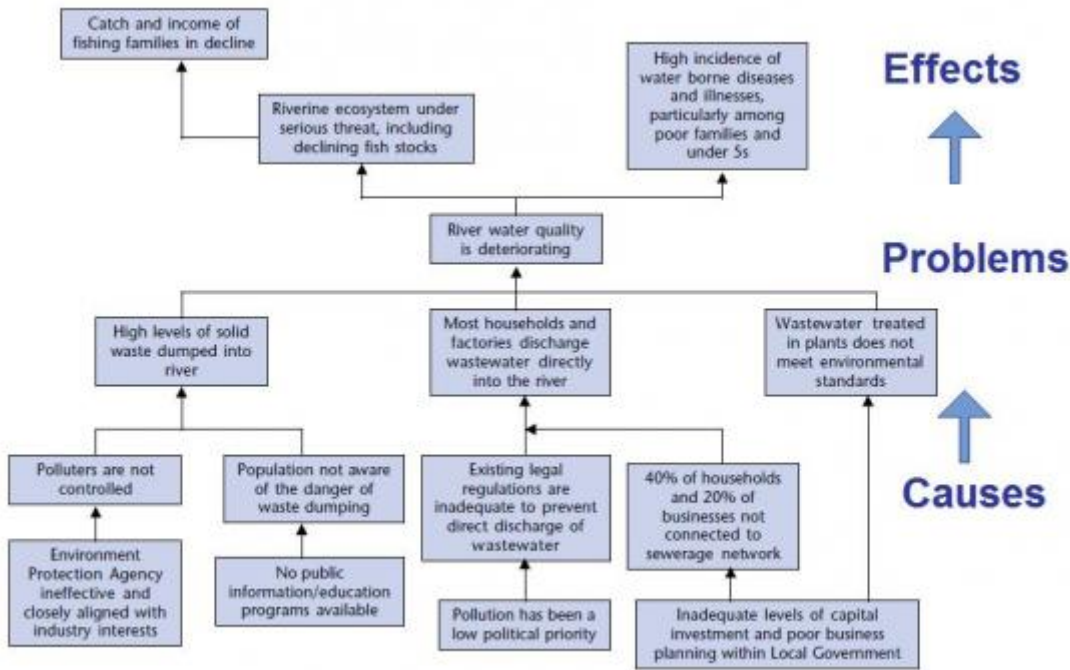 Catch and income of
fishing families in decline
High incidence of
water borne diseases
and illnesses,
particularly among
poor families and
under 5s
Effects
Riverine ecosystem under
serious threat, including
declining fish stocks
River water quality
is deteriorating
Problems
High levels of solid
waste dumped into
river
Most households and
factories discharge
wastewater directly
into the river
Wastewater treated
in plants does not
meet environmental
standards
Polluters are not
controlled
Population not aware
of the danger of
waste dumping
Existing legal
regulations are
inadequate to prevent
direct discharge of
wastewater
40% of households
and 20% of
businesses not
connected to
sewerage network
Causes
Environment
Protection Agency
ineffective and
closely aligned with
industry interests
No public
information/education
programs available
Pollution has been a
low political priority
Inadequate levels of capital
investment and poor business
planning within Local Government